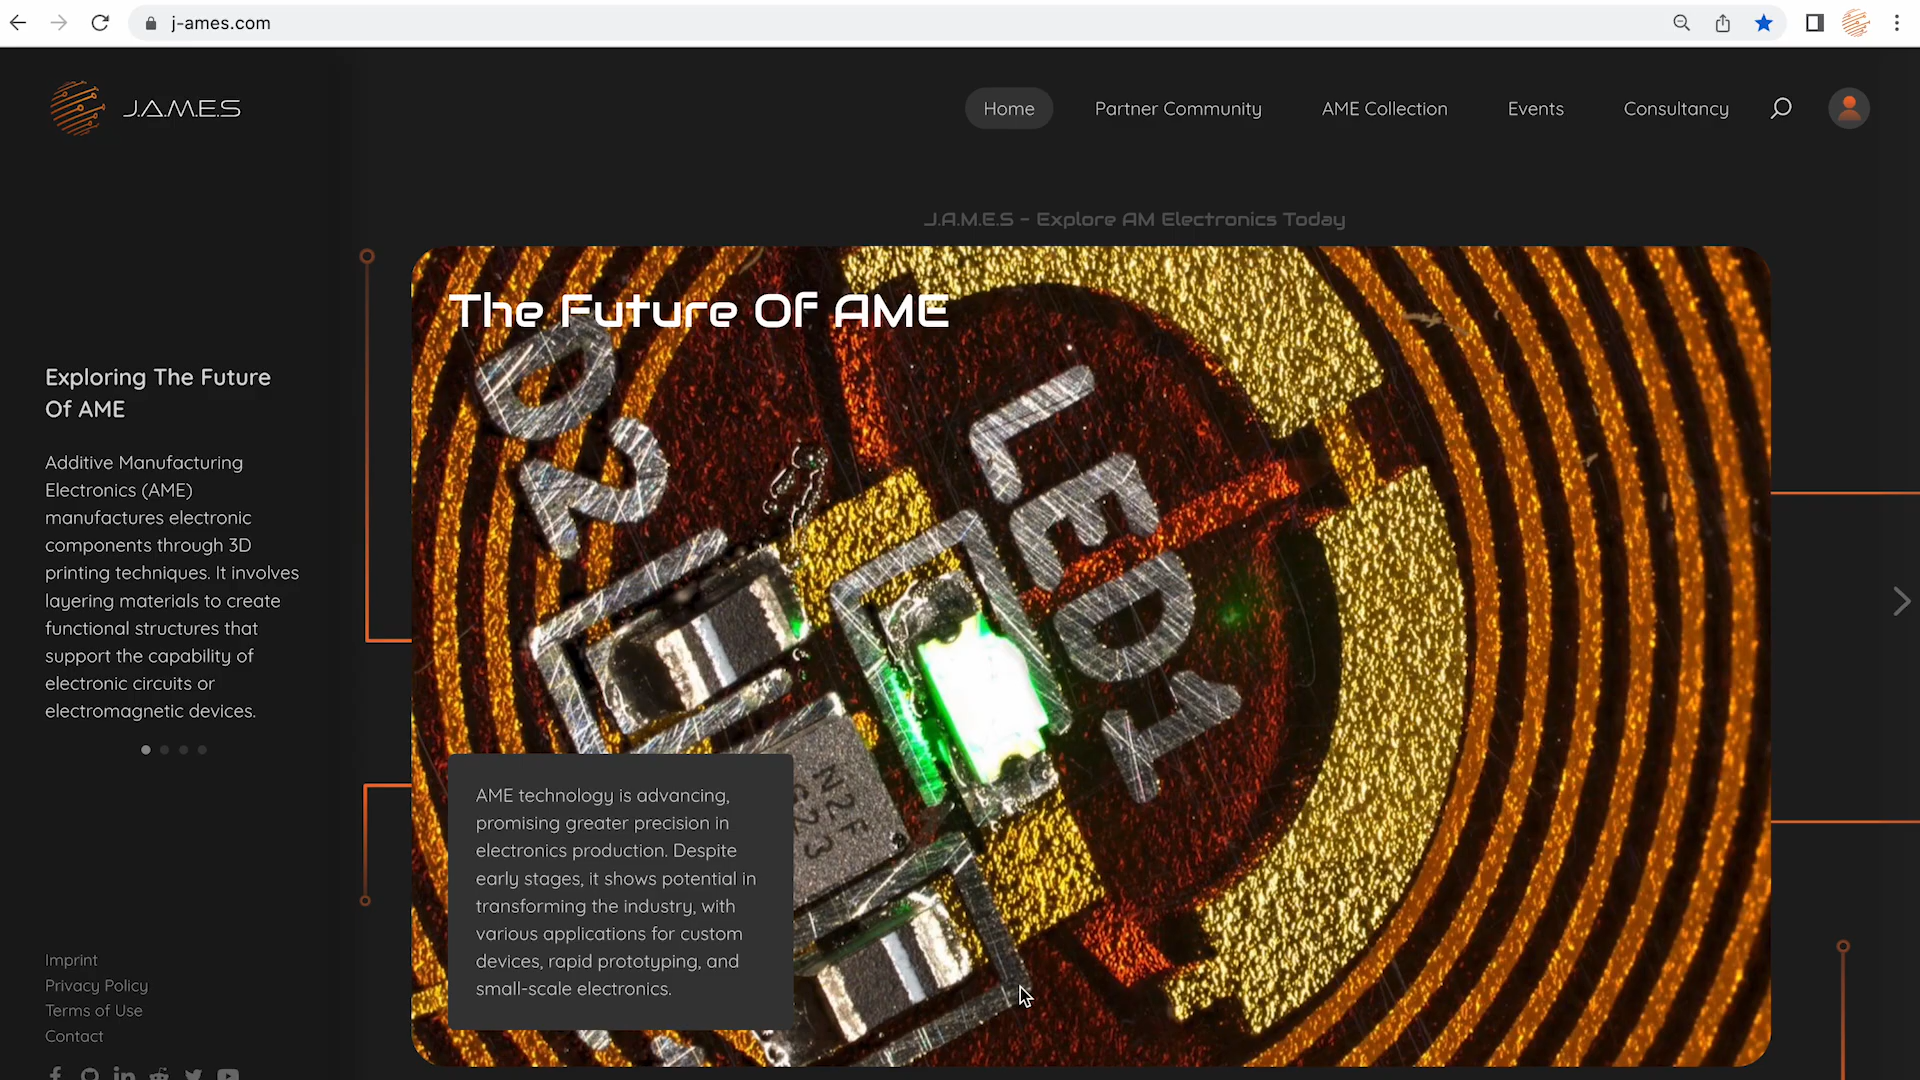 j-ames.com
J.A.M.E.S
Home
Partner Community
AME Collection
Events
Consultancy
J.A.M.E.S - Explore AM Electronics Today
The Future Of AME
D2
LED1
N2F
Exploring The Future
Of AME
Additive Manufacturing
Electronics (AME)
manufactures electronic
components through 3D
printing techniques. It involves
layering materials to create
functional structures that
support the capability of
electronic circuits or
electromagnetic devices.
AME technology is advancing,
promising greater precision in
electronics production. Despite
early stages, it shows potential in
transforming the industry, with
various applications for custom
devices, rapid prototyping, and
small-scale electronics.
Imprint
Privacy Policy
Terms of Use
Contact